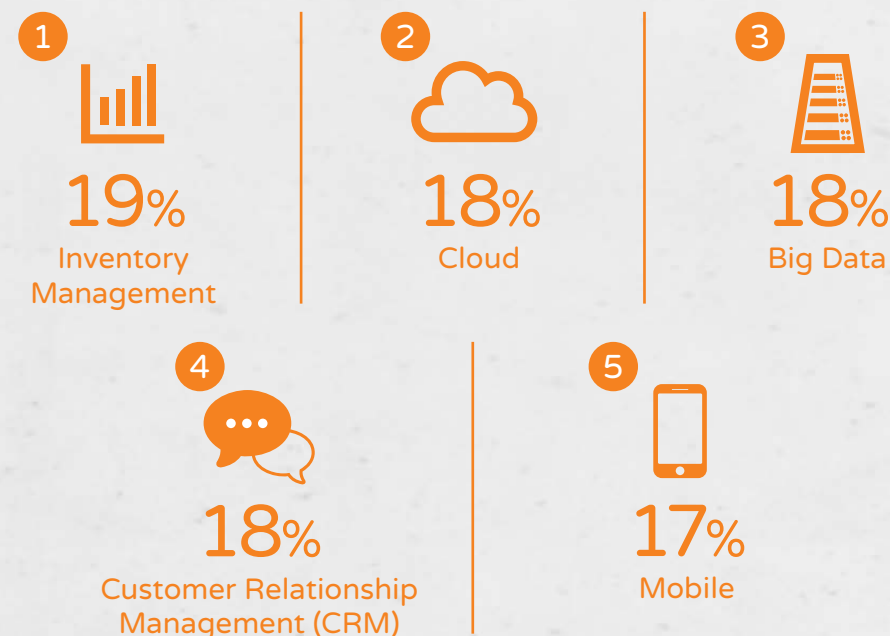 1
2
3
19%
18%
18%
Inventory
Management
Cloud
Big Data
4
5
18%
17%
Customer Relationship
Management (CRM)
Mobile